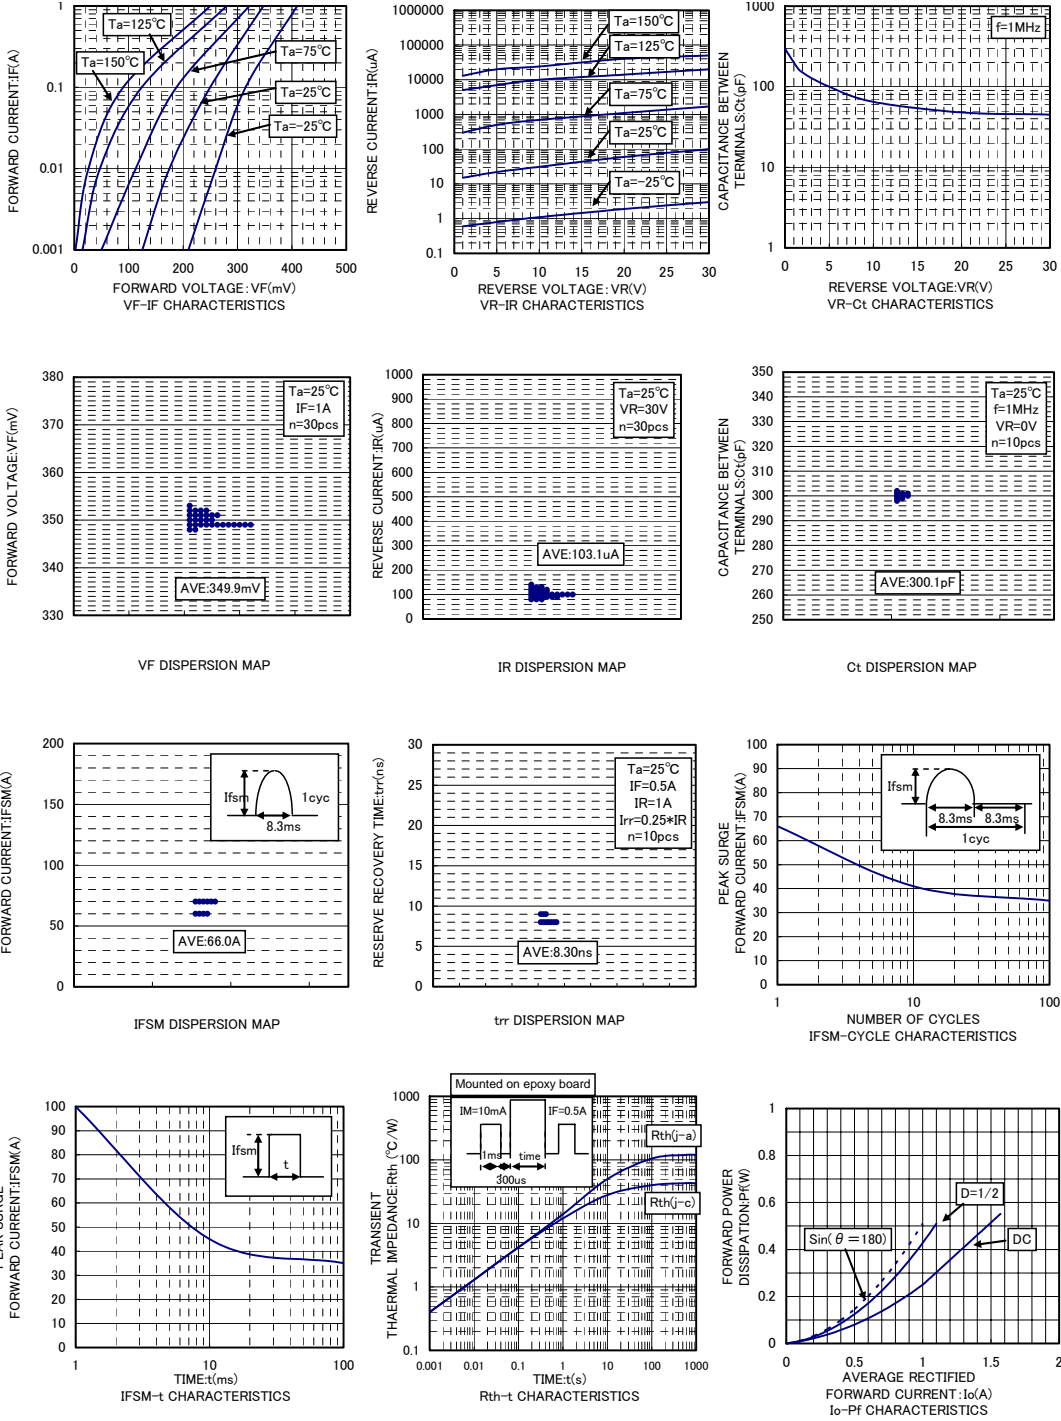 FORWARD CURRENT:IF(A)
1
0.1
0.01
0.001
Ta=125℃
Ta=150℃
Ta=75℃
Ta=25℃
Ta=-25℃
0 100 200 300 400 500
FORWARD VOLTAGE:VF(mV)
VF-IF CHARACTERISTICS
REVERSE CURRENT:IR(uA)
1000000
100000
10000
1000
100
10
1
0.1
Ta=150℃
Ta=125℃
Ta=75℃
Ta=25℃
Ta=-25℃
0 10 20 30
REVERSE VOLTAGE:VR(V)
VR-IR CHARACTERISTICS
CAPACITANCE BETWEEN
TERMINALS:Ct(pF)
1000
100
10
1
f=1MHz
0 5 10 15 20 25 30
REVERSE VOLTAGE:VR(V)
VR-Ct CHARACTERISTICS
FORWARD VOLTAGE:VF(mV)
380
370
360
350
340
330
Ta=25℃
IF=1A
n=30pcs
AVE:349.9mV
VF DISPERSION MAP
REVERSE CURRENT:IR(uA)
1000
900
800
700
600
500
400
300
200
100
0
Ta=25℃
VR=30V
n=30pcs
AVE:103.1uA
IR DISPERSION MAP
CAPACITANCE BETWEEN
TERMINALS:Ct(pF)
350
340
330
320
310
300
290
280
270
260
250
Ta=25℃
f=1MHz
VR=0V
n=10pcs
AVE:300.1pF
Ct DISPERSION MAP
FORWARD CURRENT:IFSM(A)
200
150
100
50
0
Ifsm
1cyc
8.3ms
AVE:66.0A
IFSM DISPERSION MAP
RESERVE RECOVERY TIME:trr(ns)
30
25
20
15
10
5
0
Ta=25℃
IF=0.5A
IR=1A
Irr=0.25*IR
n=10pcs
AVE:8.30ns
trr DISPERSION MAP
PEAK SURGE
FORWARD CURRENT:IFSM(A)
100
90
80
70
60
50
40
30
20
10
0
Ifsm
8.3ms 8.3ms
1cyc
1 10 100
NUMBER OF CYCLES
IFSM-CYCLE CHARACTERISTICS
FORWARD CURRENT:IFSM(A)
100
90
80
70
60
50
40
30
20
10
0
Ifsm
t
1 10 100
TIME:t(ms)
IFSM-t CHARACTERISTICS
TRANSIENT
THAERMAL IMPEDANCE:Rth (℃/W)
1000
100
10
1
0.1
Mounted on epoxy board
IM=10mA IF=0.5A
1ms time
300us
Rth(j-a)
Rth(j-c)
0.001 0.01 0.1 1 10 100 1000
TIME:t(s)
Rth-t CHARACTERISTICS
FORWARD POWER
DISSIPATION:Pf(W)
1
0.8
0.6
0.4
0.2
0
D=1/2
Sin(θ=180)
DC
0 0.5 1 1.5 2
AVERAGE RECTIFIED
FORWARD CURRENT:Io(A)
Io-Pf CHARACTERISTICS